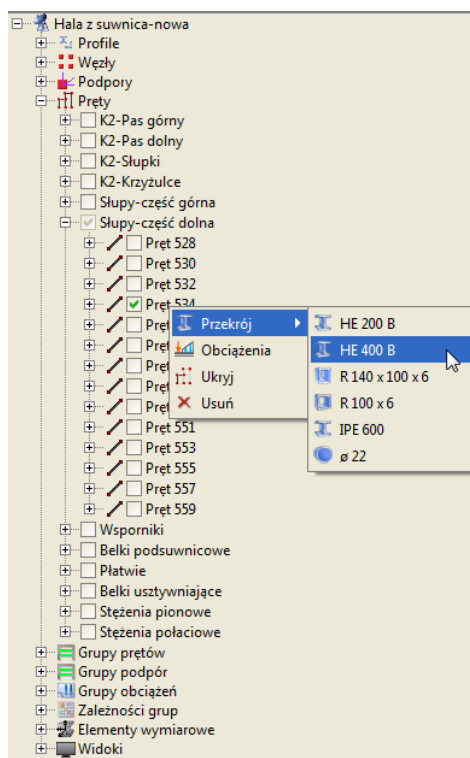 Hala z suwnica-nowa
Profile
Węzły
Podpory
Pręty
K2-Pas górny
K2-Pas dolny
K2-Słupki
K2-Krzyżulce
Słupy-część górna
Słupy-część dolna
Pręt 528
Pręt 530
Pręt 532
Pręt 534
Przekrój
HE 200 B
Obciążenia
HE 400 B
Ukryj
R 140 x 100 x 6
Usuń
R 100 x 6
Pręt 551
IPE 600
Pręt 553
ø 22
Pręt 555
Pręt 557
Pręt 559
Wsporniki
Belki podsuwnicowe
Płatwie
Belki usztywniające
Stężenia pionowe
Stężenia połaciowe
Grupy prętów
Grupy podpór
Grupy obciążeń
Zależności grup
Elementy wymiarowe
Widoki